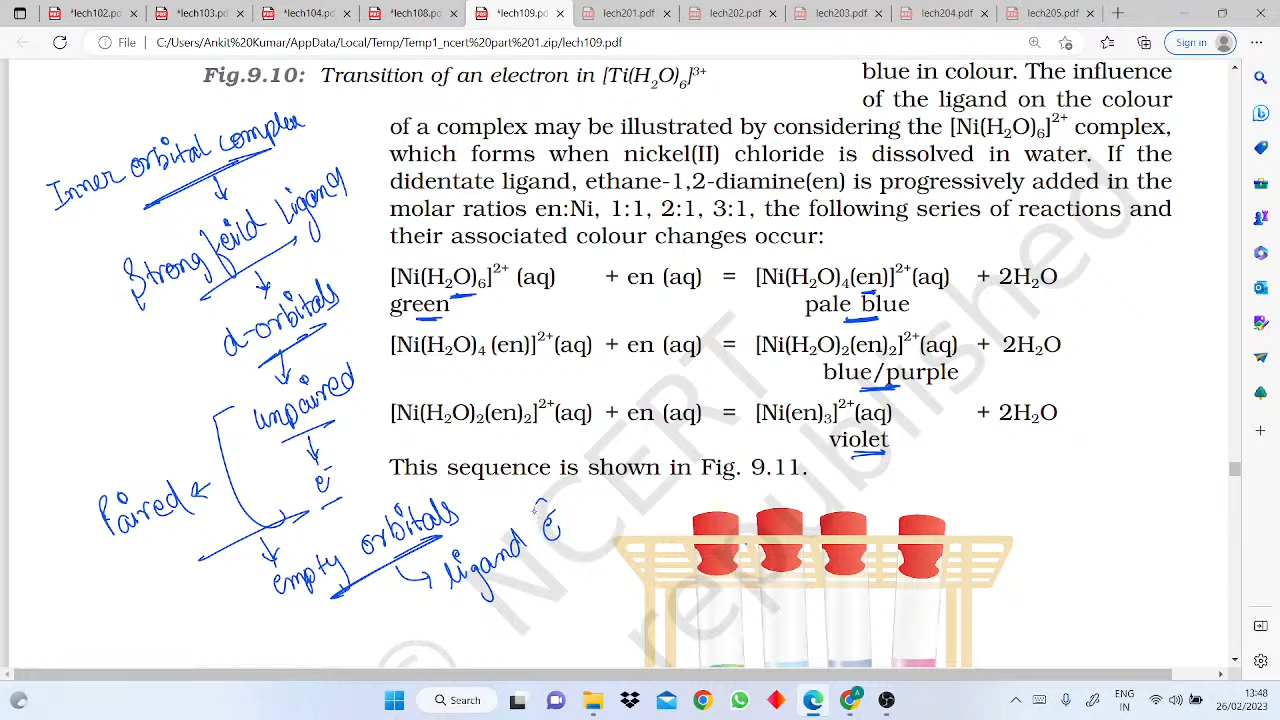 *lech102.pdf
*lech103.pdf
*lech104.pdf
*lech108.pdf
*lech109.pdf
lech201.pdf
lech202.pdf
lech203.pdf
lech204.pdf
lech205.pdf
File C:/Users/Ankit%20Kumar/AppData/Local/Temp/Temp1_ncert%20part%201.zip/lech109.pdf
Sign in
Fig.9.10: Transition of an electron in [Ti(H₂O)₆]³⁺
blue in colour. The influence
of the ligand on the colour
of a complex may be illustrated by considering the [Ni(H₂O)₆]²⁺ complex,
which forms when nickel(II) chloride is dissolved in water. If the
didentate ligand, ethane-1,2-diamine(en) is progressively added in the
molar ratios en:Ni, 1:1, 2:1, 3:1, the following series of reactions and
their associated colour changes occur:
[Ni(H₂O)₆]²⁺ (aq) + en (aq) = [Ni(H₂O)₄(en)]²⁺(aq) + 2H₂O
green pale blue
[Ni(H₂O)₄ (en)]²⁺(aq) + en (aq) = [Ni(H₂O)₂(en)₂]²⁺(aq) + 2H₂O
blue/purple
[Ni(H₂O)₂(en)₂]²⁺(aq) + en (aq) = [Ni(en)₃]²⁺(aq) + 2H₂O
violet
This sequence is shown in Fig. 9.11.
Inner orbital complex
↓
Strong feild ligand
↓
d-orbitals
↓
unpaired
↓
e⁻
Paired ←
↓
empty orbitals
→ ligand e⁻
© NCERT
republished
Search
ENG
IN
13:48
26/02/2023